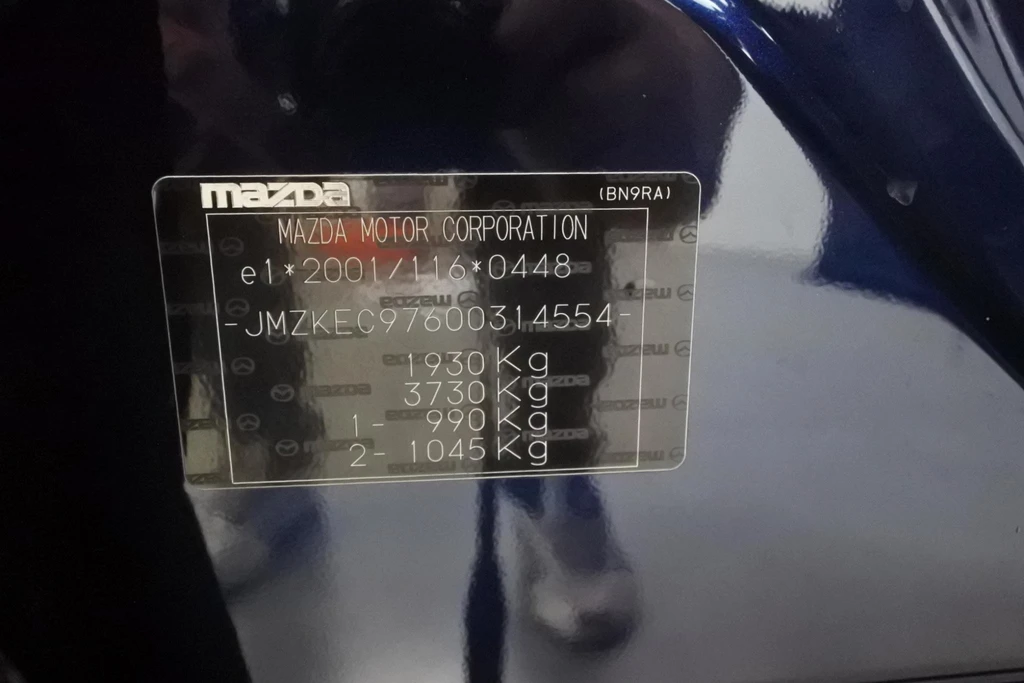 mazda (BN9RA)
MAZDA MOTOR CORPORATION
e1*2001/116*0448
-JMZKEC97600314554-
1930 Kg
3730 Kg
1- 990 Kg
2- 1045 Kg